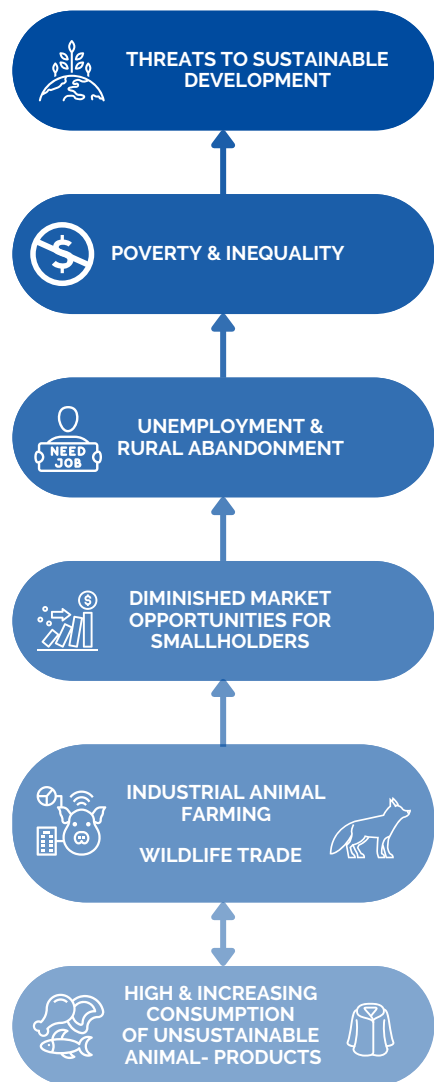 THREATS TO SUSTAINABLE
DEVELOPMENT
$
POVERTY & INEQUALITY
UNEMPLOYMENT &
RURAL ABANDONMENT
NEED
JOB
$
DIMINISHED MARKET
OPPORTUNITIES FOR
SMALLHOLDERS
INDUSTRIAL ANIMAL
FARMING
WILDLIFE TRADE
HIGH & INCREASING
CONSUMPTION
OF UNSUSTAINABLE
ANIMAL- PRODUCTS